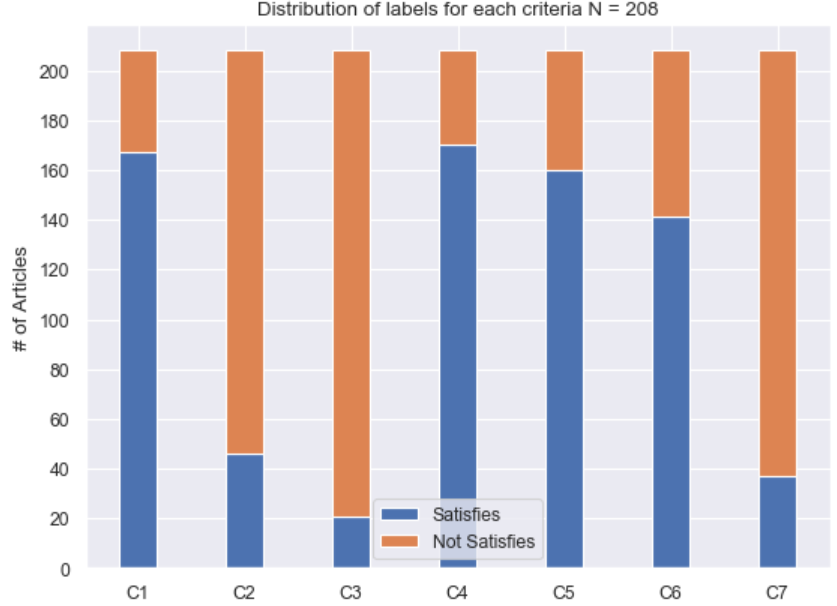 Distribution of labels for each criteria N = 208
# of Articles
200
180
160
140
120
100
80
60
40
20
0
Satisfies
Not Satisfies
C1 C2 C3 C4 C5 C6 C7